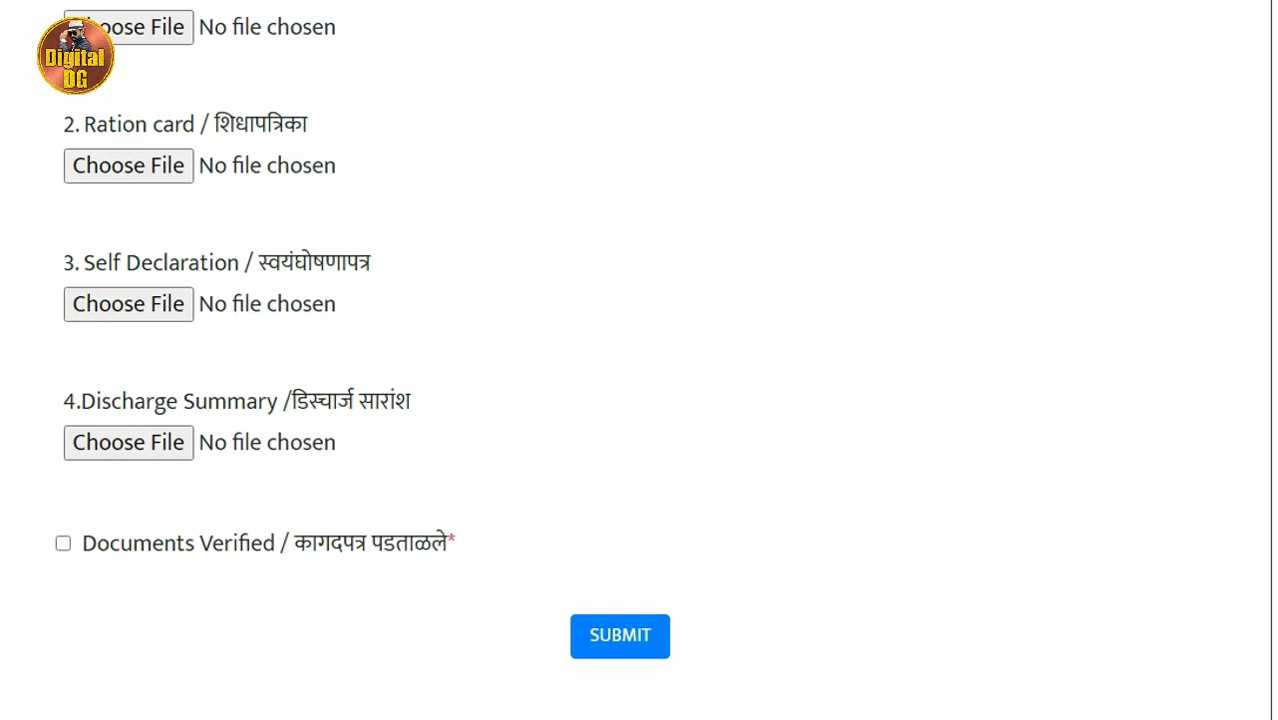 Choose File No file chosen
Digital
DG
2. Ration card / शिधापत्रिका
Choose File No file chosen
3. Self Declaration / स्वयंघोषणापत्र
Choose File No file chosen
4.Discharge Summary /डिस्चार्ज सारांश
Choose File No file chosen
Documents Verified / कागदपत्र पडताळले*
SUBMIT